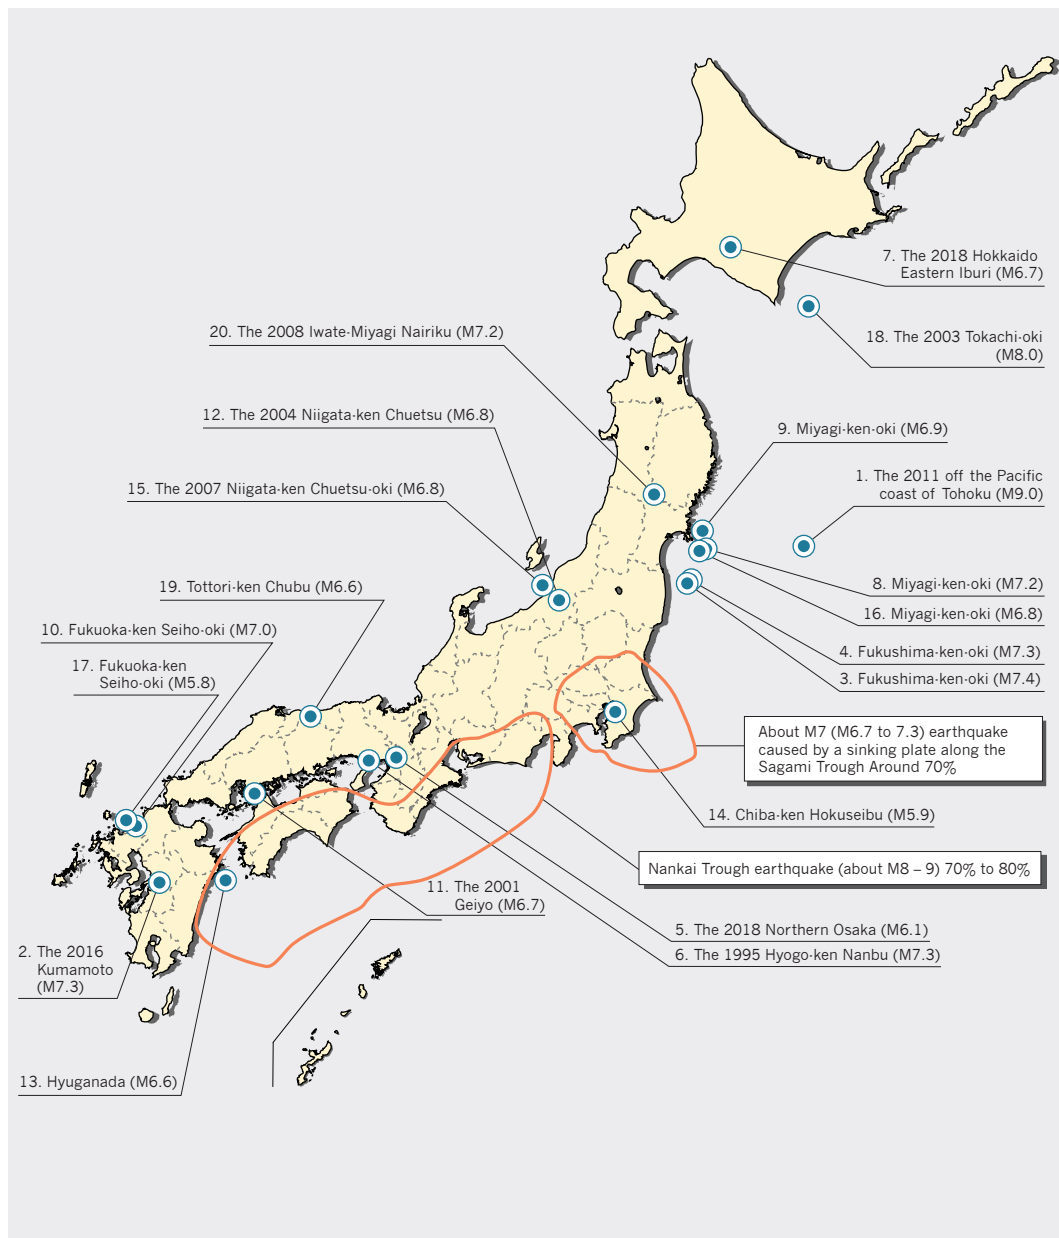 7. The 2018 Hokkaido
Eastern Iburi (M6.7)
20. The 2008 Iwate-Miyagi Nairiku (M7.2)
18. The 2003 Tokachi-oki
(M8.0)
12. The 2004 Niigata-ken Chuetsu (M6.8)
9. Miyagi-ken-oki (M6.9)
15. The 2007 Niigata-ken Chuetsu-oki (M6.8)
1. The 2011 off the Pacific
coast of Tohoku (M9.0)
19. Tottori-ken Chubu (M6.6)
8. Miyagi-ken-oki (M7.2)
16. Miyagi-ken-oki (M6.8)
10. Fukuoka-ken Seiho-oki (M7.0)
4. Fukushima-ken-oki (M7.3)
17. Fukuoka-ken
Seiho-oki (M5.8)
3. Fukushima-ken-oki (M7.4)
About M7 (M6.7 to 7.3) earthquake
caused by a sinking plate along the
Sagami Trough Around 70%
14. Chiba-ken Hokuseibu (M5.9)
Nankai Trough earthquake (about M8 – 9) 70% to 80%
11. The 2001
Geiyo (M6.7)
5. The 2018 Northern Osaka (M6.1)
6. The 1995 Hyogo-ken Nanbu (M7.3)
2. The 2016
Kumamoto
(M7.3)
13. Hyuganada (M6.6)